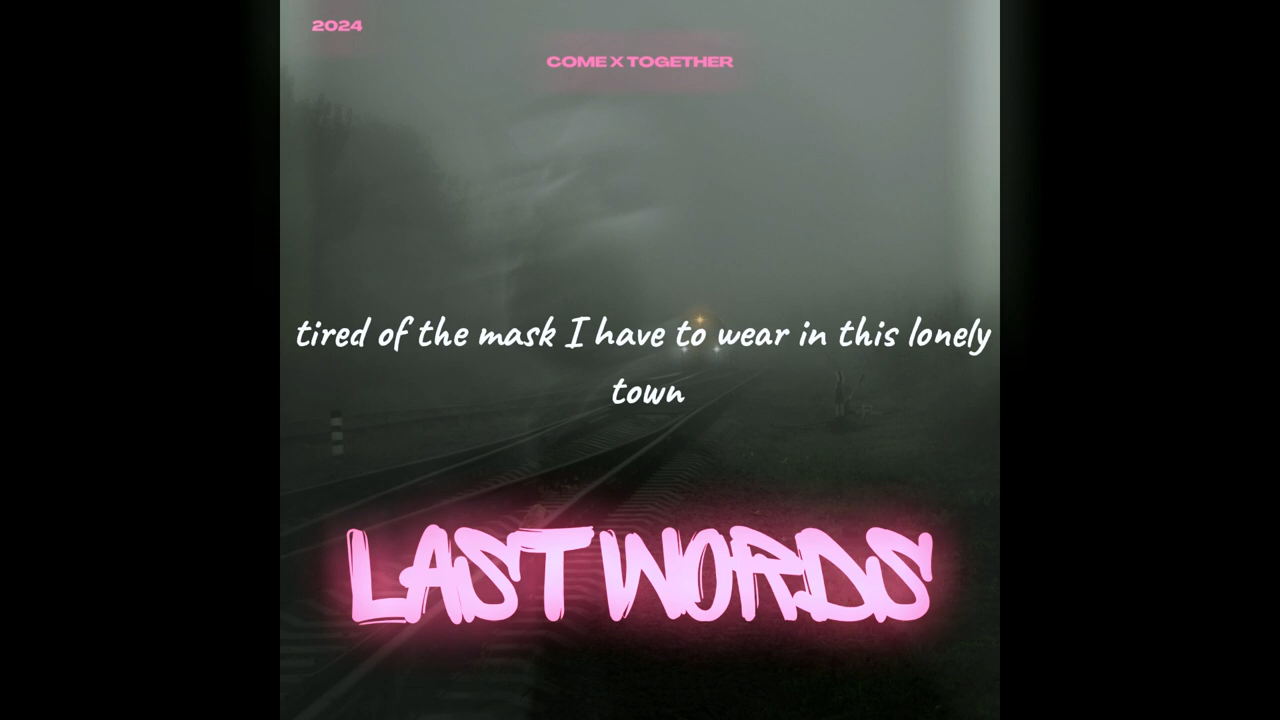 2024
COME X TOGETHER
tired of the mask I have to wear in this lonely
town
LAST WORDS